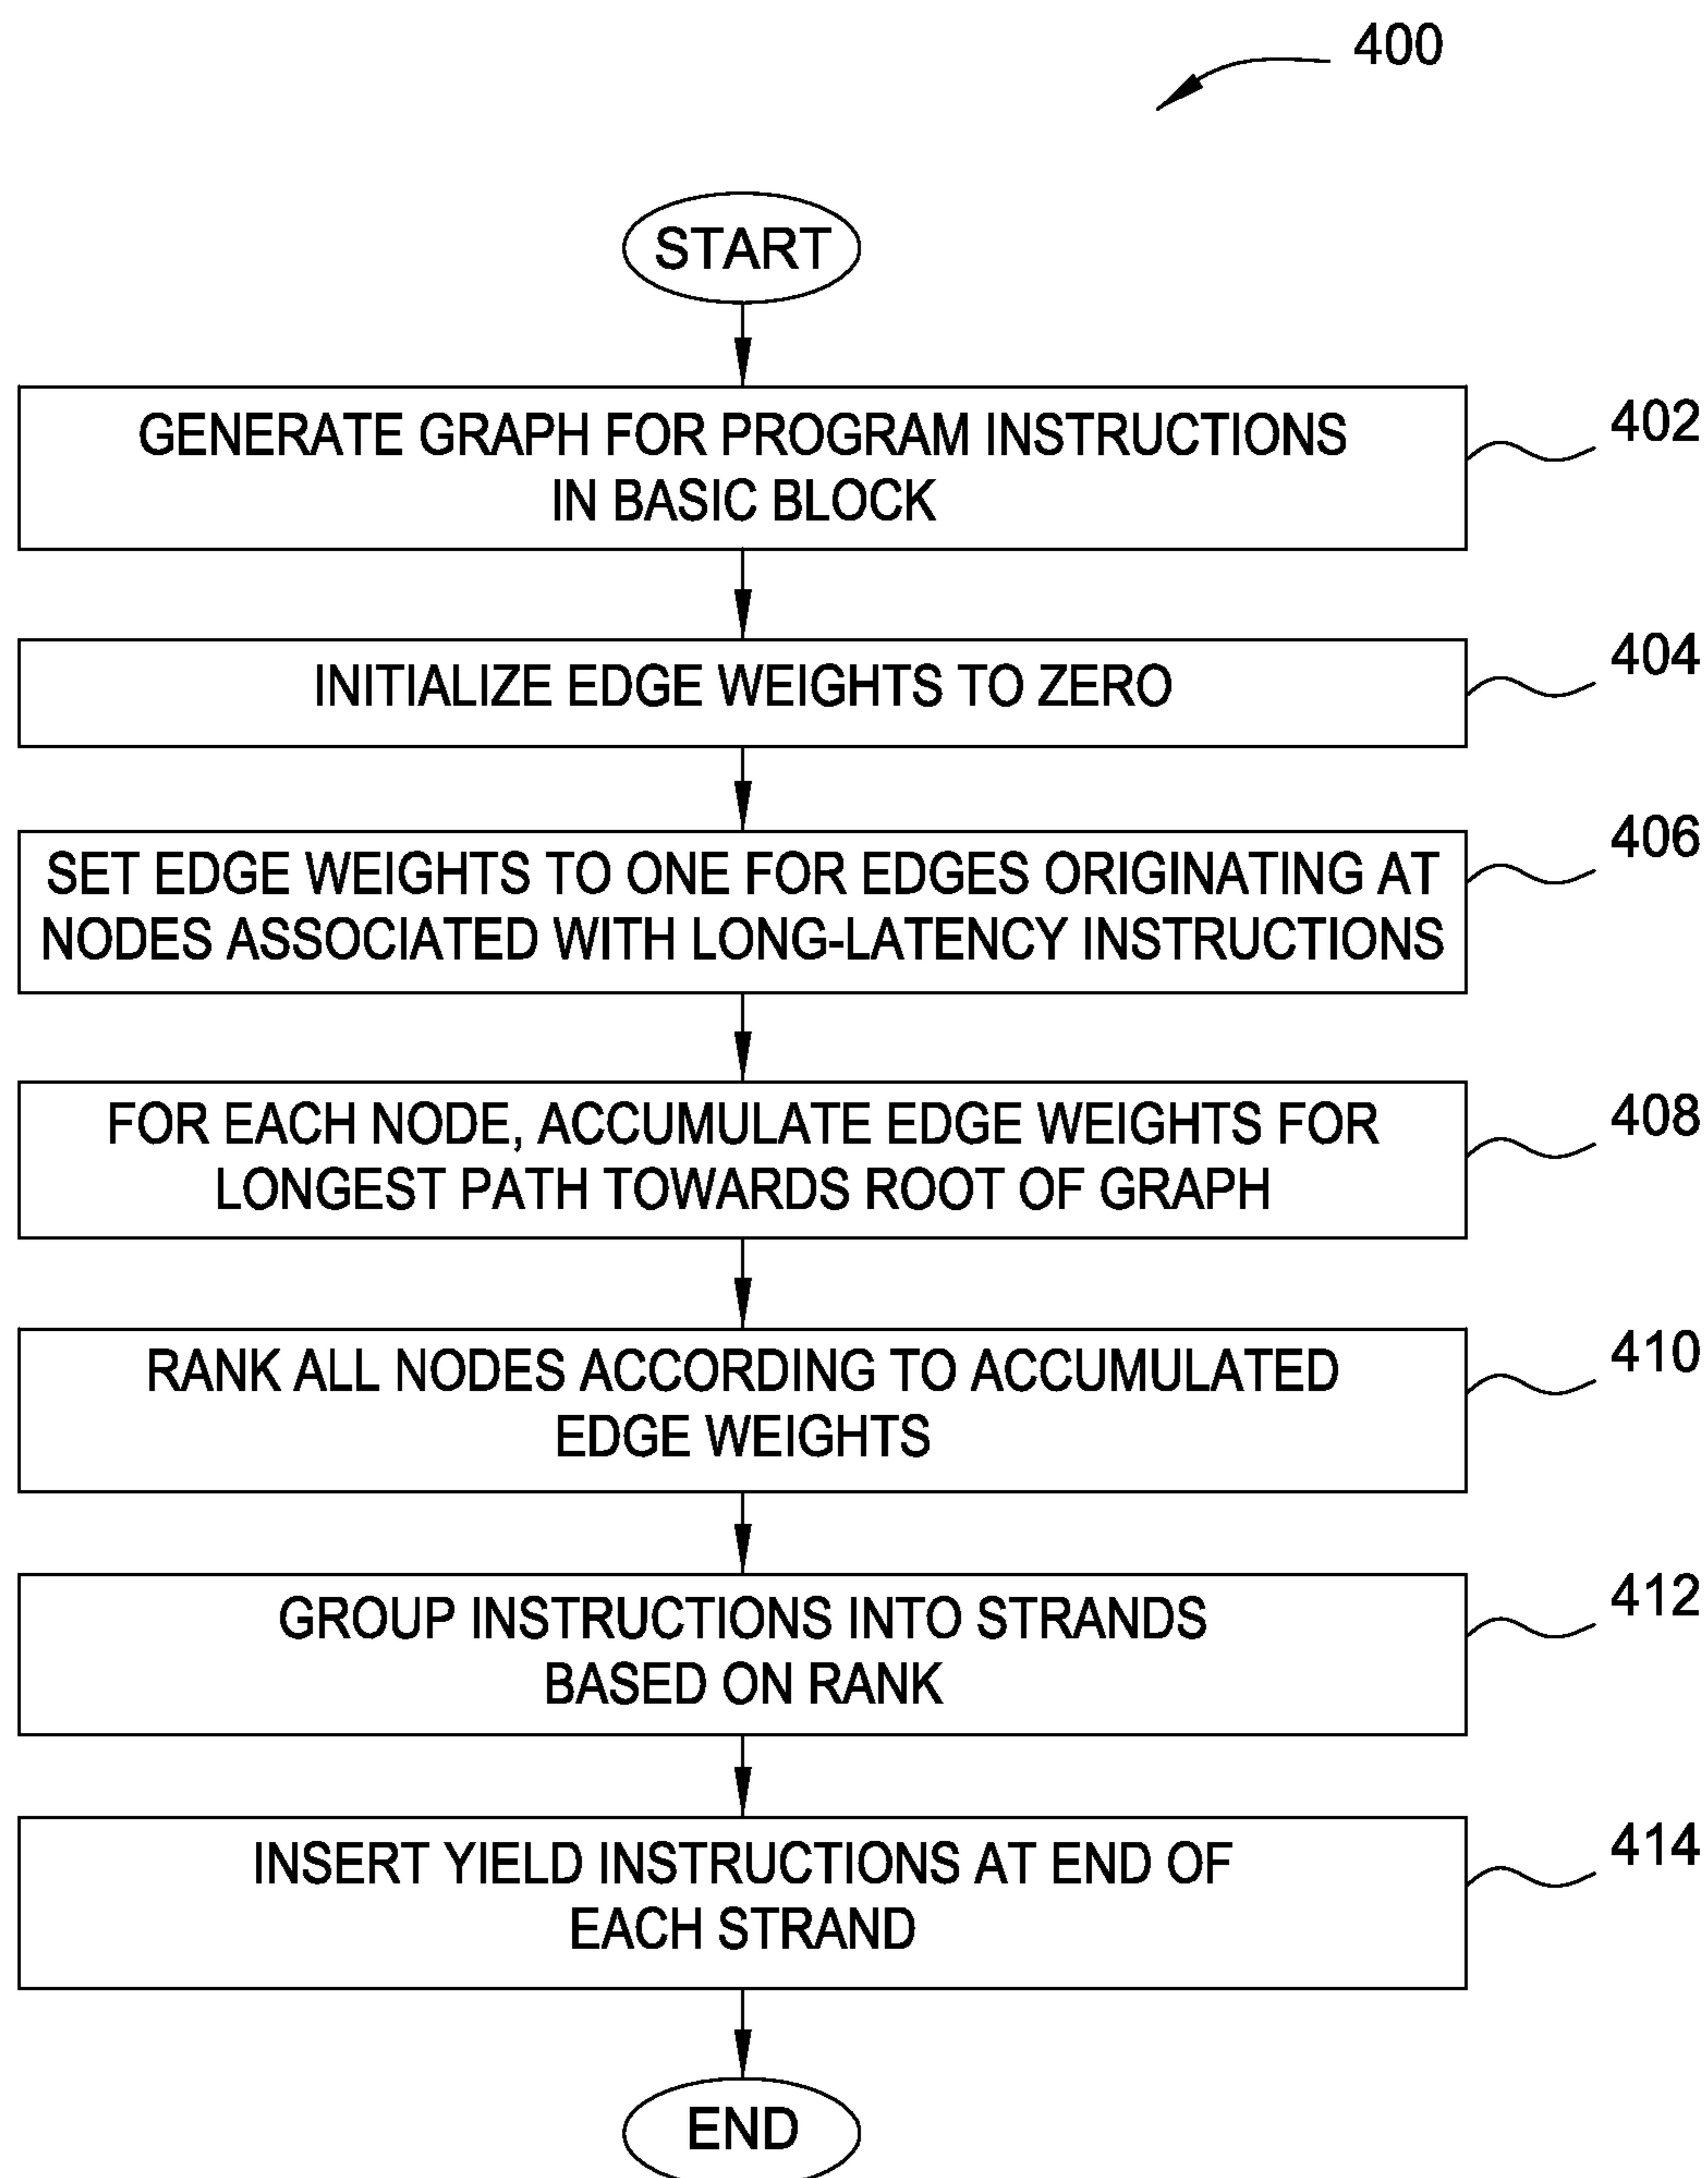 400
START
GENERATE GRAPH FOR PROGRAM INSTRUCTIONS
IN BASIC BLOCK
402
INITIALIZE EDGE WEIGHTS TO ZERO
404
SET EDGE WEIGHTS TO ONE FOR EDGES ORIGINATING AT
NODES ASSOCIATED WITH LONG-LATENCY INSTRUCTIONS
406
FOR EACH NODE, ACCUMULATE EDGE WEIGHTS FOR
LONGEST PATH TOWARDS ROOT OF GRAPH
408
RANK ALL NODES ACCORDING TO ACCUMULATED
EDGE WEIGHTS
410
GROUP INSTRUCTIONS INTO STRANDS
BASED ON RANK
412
INSERT YIELD INSTRUCTIONS AT END OF
EACH STRAND
414
END